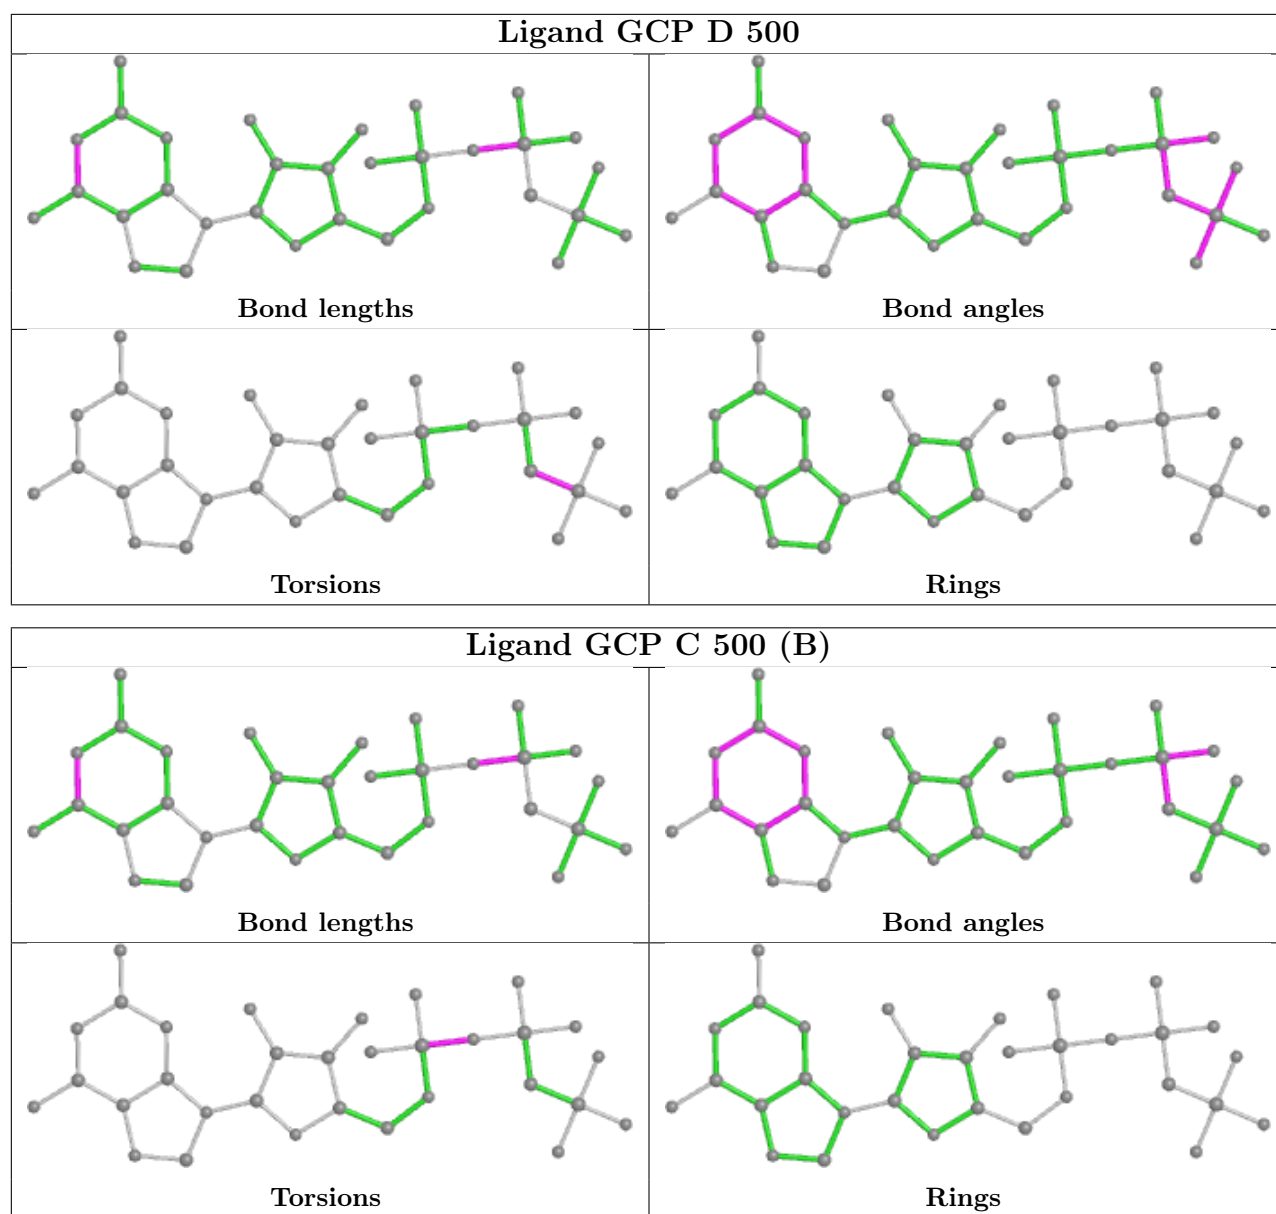 Ligand GCP D 500
Bond lengths
Bond angles
Torsions
Rings
Ligand GCP C 500 (B)
Bond lengths
Bond angles
Torsions
Rings